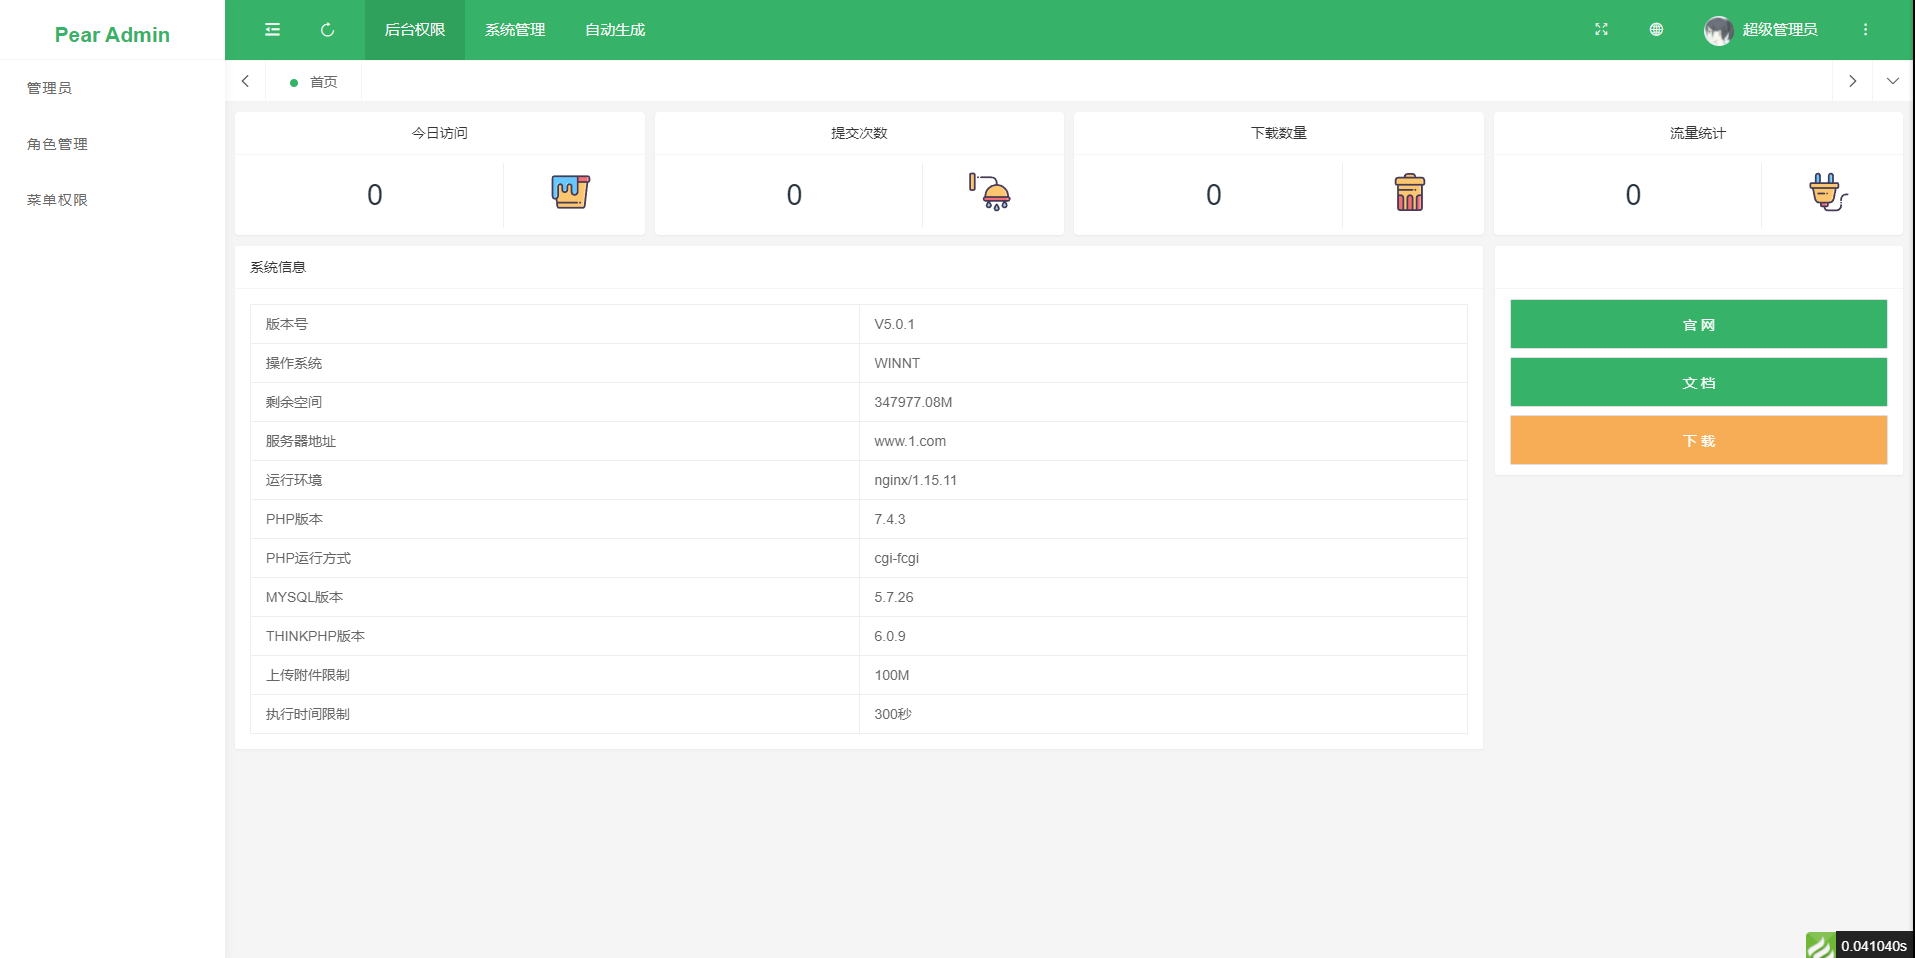 Pear Admin
后台权限 系统管理 自动生成 超级管理员
管理员
角色管理
菜单权限
首页
今日访问 提交次数 下载数量 流量统计
0 0 0 0
系统信息
版本号 V5.0.1
操作系统 WINNT
剩余空间 347977.08M
服务器地址 www.1.com
运行环境 nginx/1.15.11
PHP版本 7.4.3
PHP运行方式 cgi-fcgi
MYSQL版本 5.7.26
THINKPHP版本 6.0.9
上传附件限制 100M
执行时间限制 300秒
官 网
文 档
下 载
0.041040s